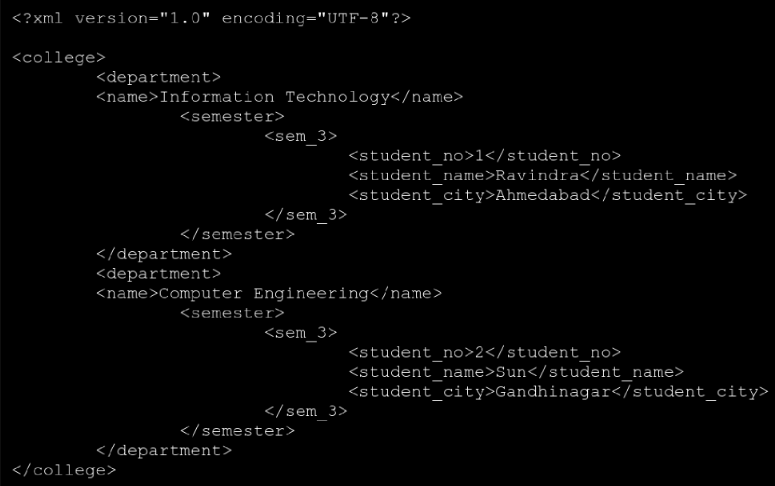 <?xml version="1.0" encoding="UTF-8"?>
<college>
<department>
<name>Information Technology</name>
<semester>
<sem_3>
<student_no>1</student_no>
<student_name>Ravindra</student_name>
<student_city>Ahmedabad</student_city>
</sem_3>
</semester>
</department>
<department>
<name>Computer Engineering</name>
<semester>
<sem_3>
<student_no>2</student_no>
<student_name>Sun</student_name>
<student_city>Gandhinagar</student_city>
</sem_3>
</semester>
</department>
</college>